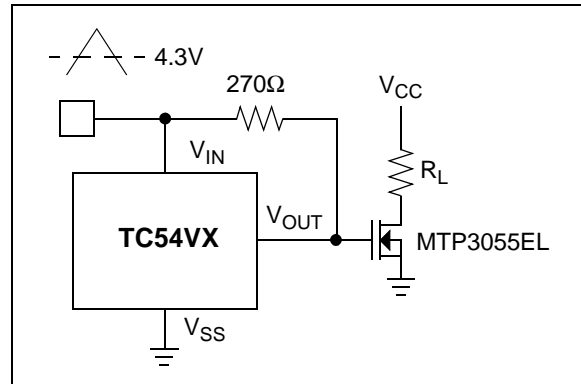 4.3V
270Ω
VCC
VIN
RL
VOUT
TC54VX
MTP3055EL
VSS